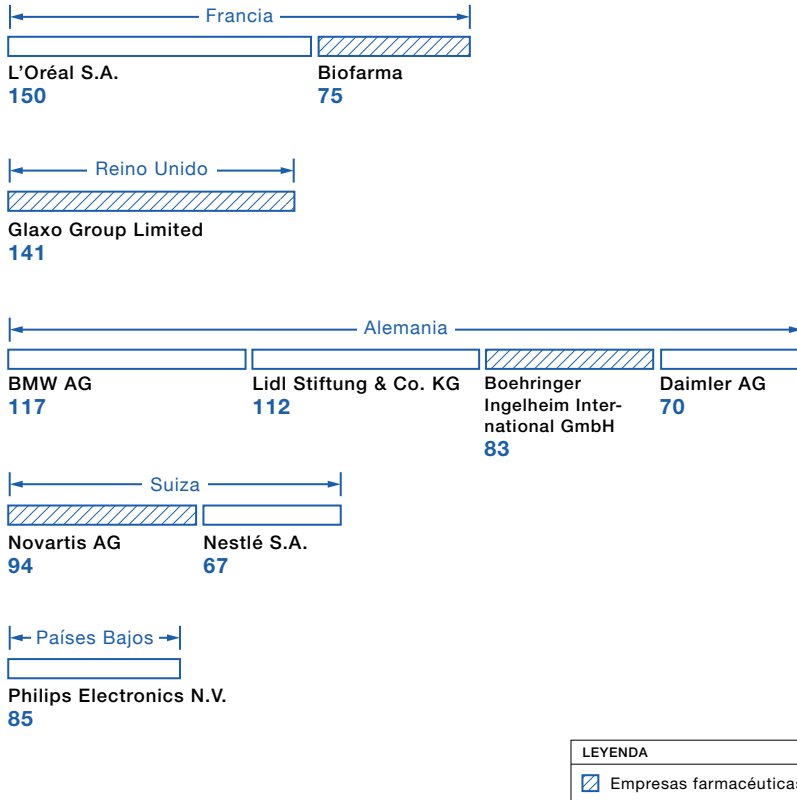 Francia
L'Oréal S.A.
150
Biofarma
75
Reino Unido
Glaxo Group Limited
141
Alemania
BMW AG
117
Lidl Stiftung & Co. KG
112
Boehringer
Ingelheim Inter-
national GmbH
83
Daimler AG
70
Suiza
Novartis AG
94
Nestlé S.A.
67
Países Bajos
Philips Electronics N.V.
85
LEYENDA
Empresas farmacéuticas